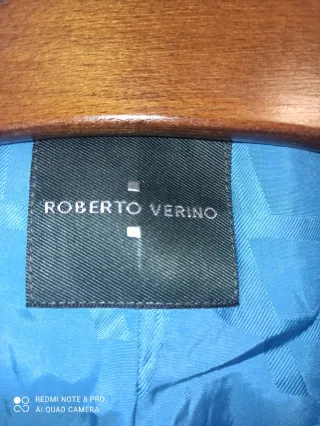 ROBERTO VERINO
REDMI NOTE 8 PRO
AI QUAD CAMERA